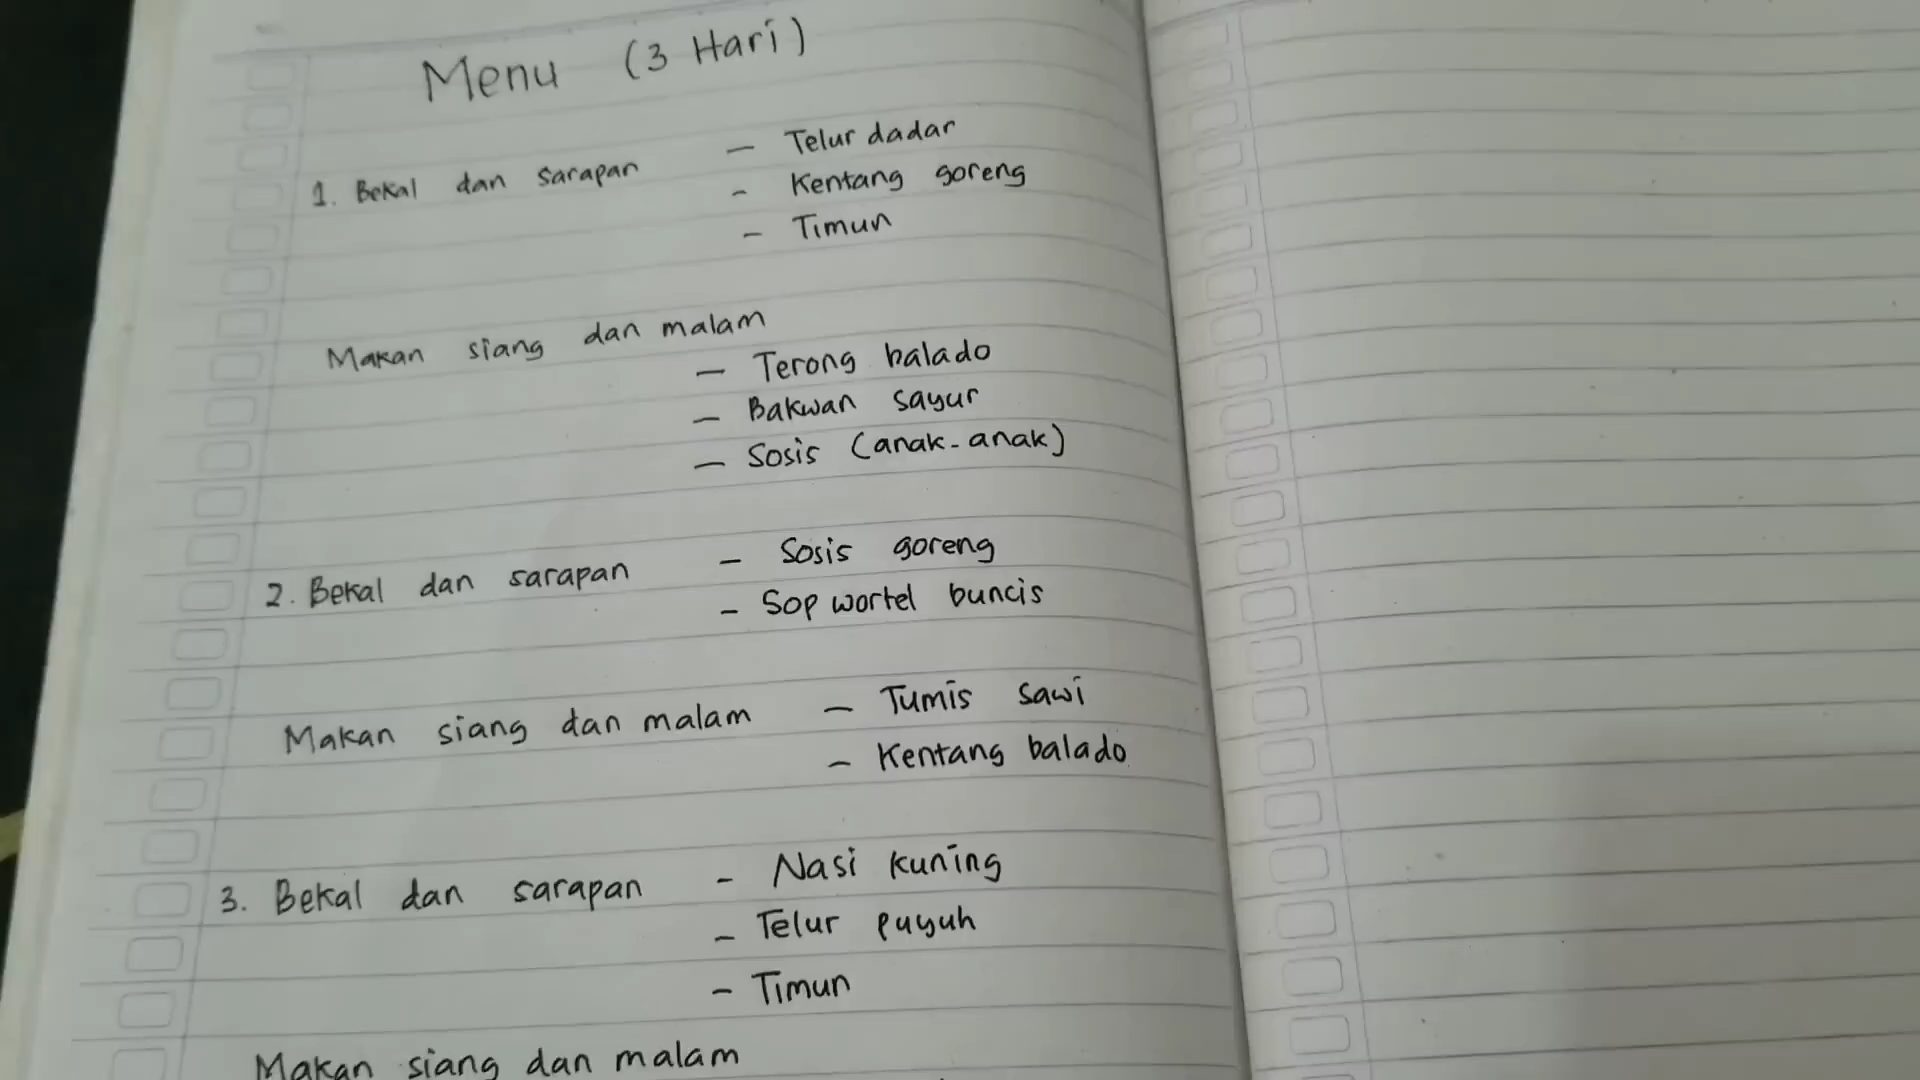 Menu (3 Hari)
1. Bekal dan sarapan - Telur dadar
- Kentang goreng
- Timun
Makan siang dan malam
- Terong balado
- Bakwan sayur
- Sosis (anak-anak)
2. Bekal dan sarapan - Sosis goreng
- Sop wortel buncis
Makan siang dan malam - Tumis sawi
- Kentang balado
3. Bekal dan sarapan - Nasi kuning
- Telur puyuh
- Timun
Makan siang dan malam